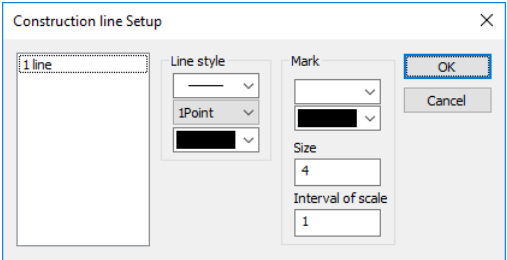 Construction line Setup
1 line
Line style
1Point
Mark
Size
4
Interval of scale
1
OK
Cancel